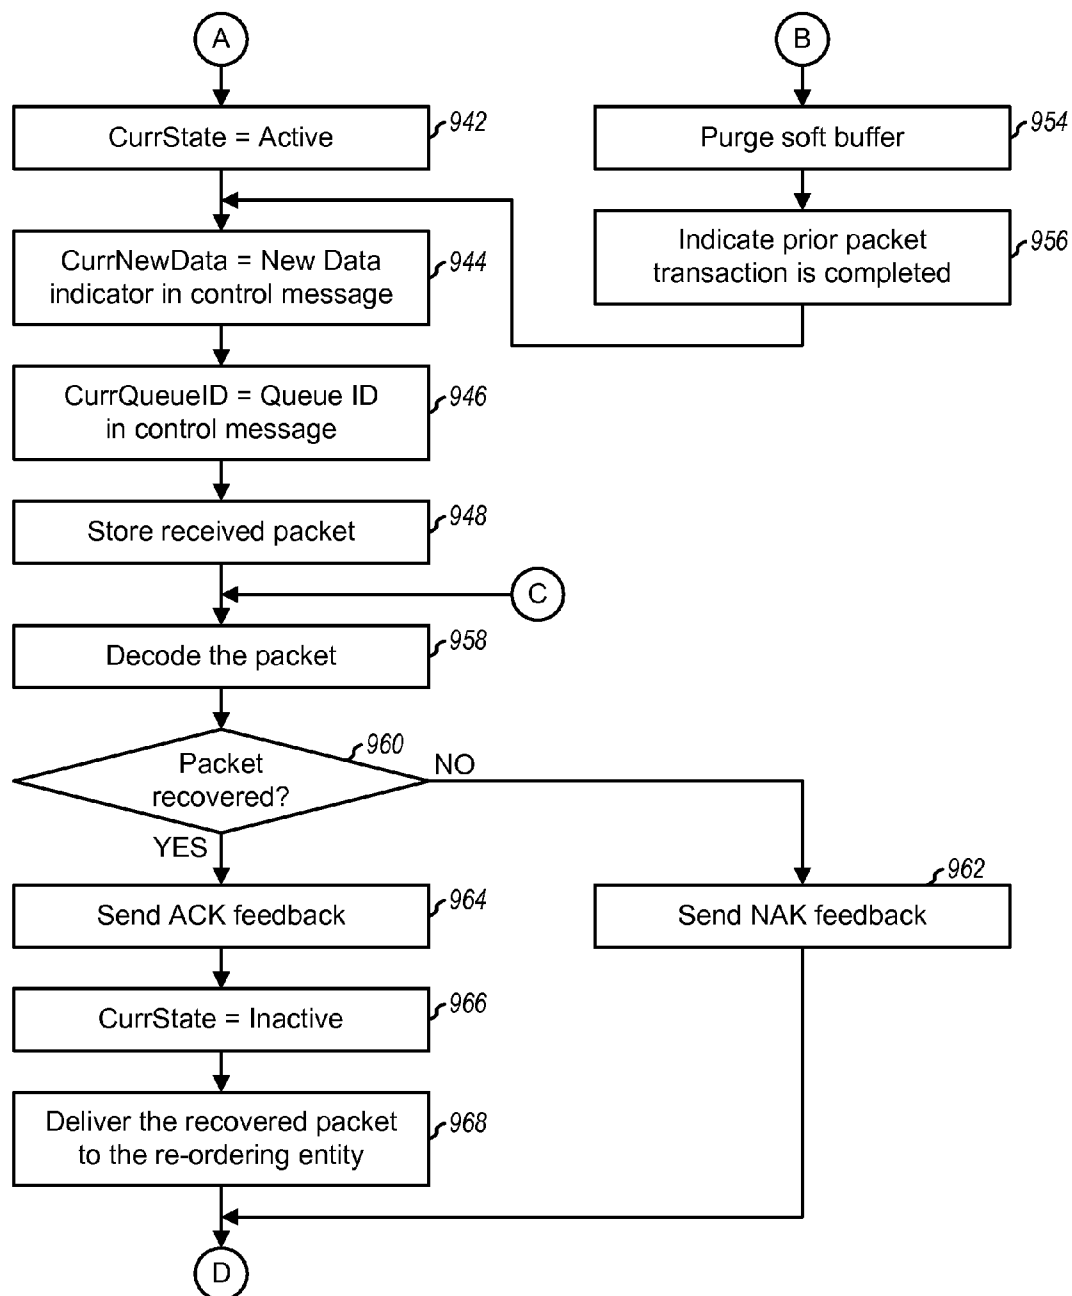 A
B
CurrState = Active
942
Purge soft buffer
954
CurrNewData = New Data
indicator in control message
944
Indicate prior packet
transaction is completed
956
CurrQueueID = Queue ID
in control message
946
Store received packet
948
C
Decode the packet
958
Packet
recovered?
960
NO
YES
Send ACK feedback
964
Send NAK feedback
962
CurrState = Inactive
966
Deliver the recovered packet
to the re-ordering entity
968
D